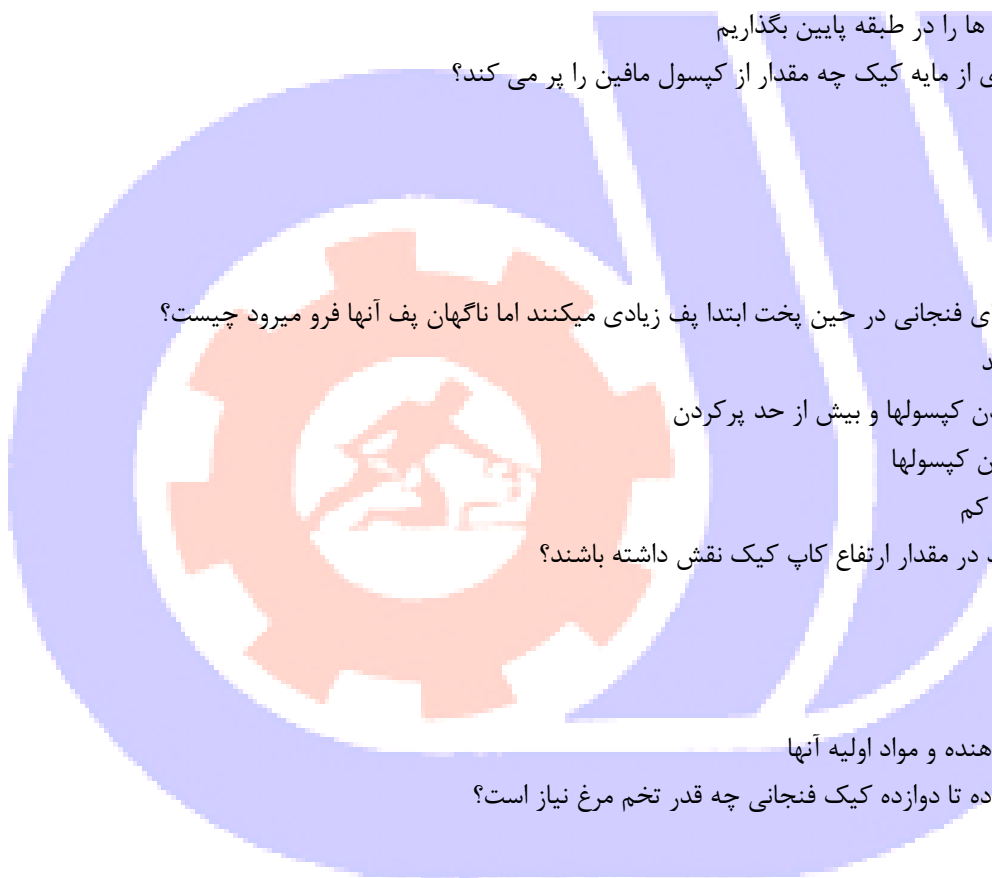 ها را در طبقه پایین بگذاریم
ی از مایه کیک چه مقدار از کپسول مافین را پر می کند؟
ی فنجانی در حین پخت ابتدا پف زیادی میکنند اما ناگهان پف آنها فرو میرود چیست؟
د
ن کپسولها و بیش از حد پرکردن
ن کپسولها
کم
د در مقدار ارتفاع کاپ کیک نقش داشته باشند؟
هنده و مواد اولیه آنها
ده تا دوازده کیک فنجانی چه قدر تخم مرغ نیاز است؟